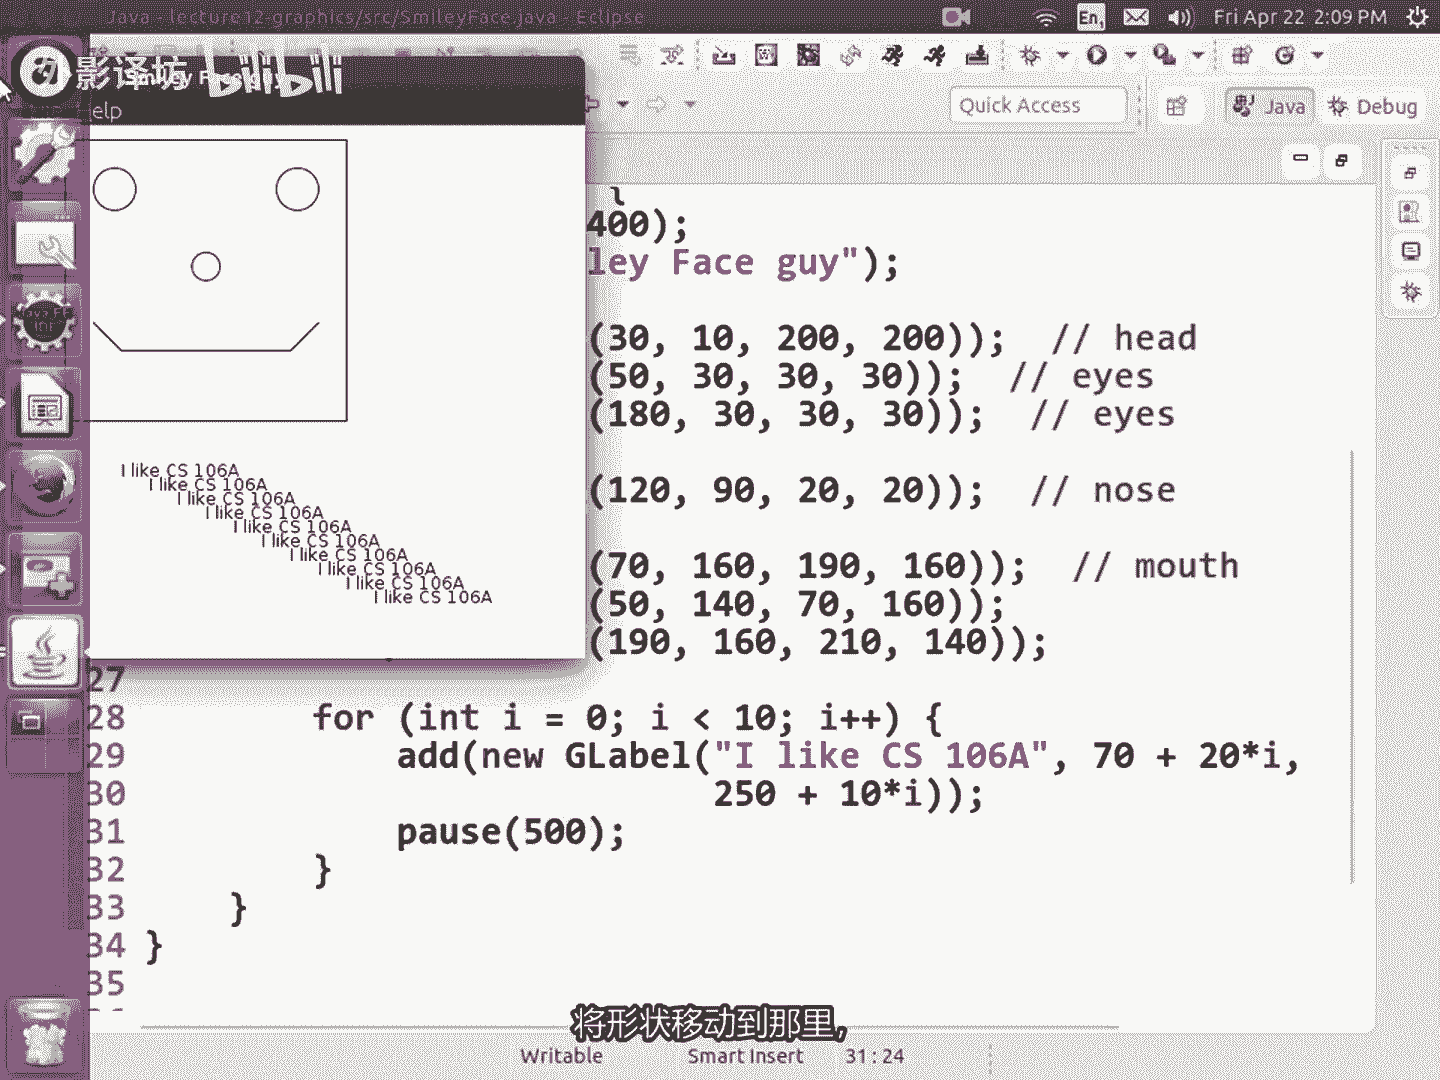 Java - lecture12-graphics/src/SmileyFace.java - Eclipse
En
Fri Apr 22 2:09 PM
影译坊 bilibili
Smiley Face guy
elp
Quick Access
Java
Debug
400);
ley Face guy");
(30, 10, 200, 200)); // head
(50, 30, 30, 30)); // eyes
(180, 30, 30, 30)); // eyes
(120, 90, 20, 20)); // nose
(70, 160, 190, 160)); // mouth
(50, 140, 70, 160));
(190, 160, 210, 140));
I like CS 106A
I like CS 106A
I like CS 106A
I like CS 106A
I like CS 106A
I like CS 106A
I like CS 106A
I like CS 106A
I like CS 106A
I like CS 106A
27
28 for (int i = 0; i < 10; i++) {
29 add(new GLabel("I like CS 106A", 70 + 20*i,
30 250 + 10*i));
31 pause(500);
32 }
33 }
34 }
35
将形状移动到那里,
Writable
Smart Insert
31 : 24